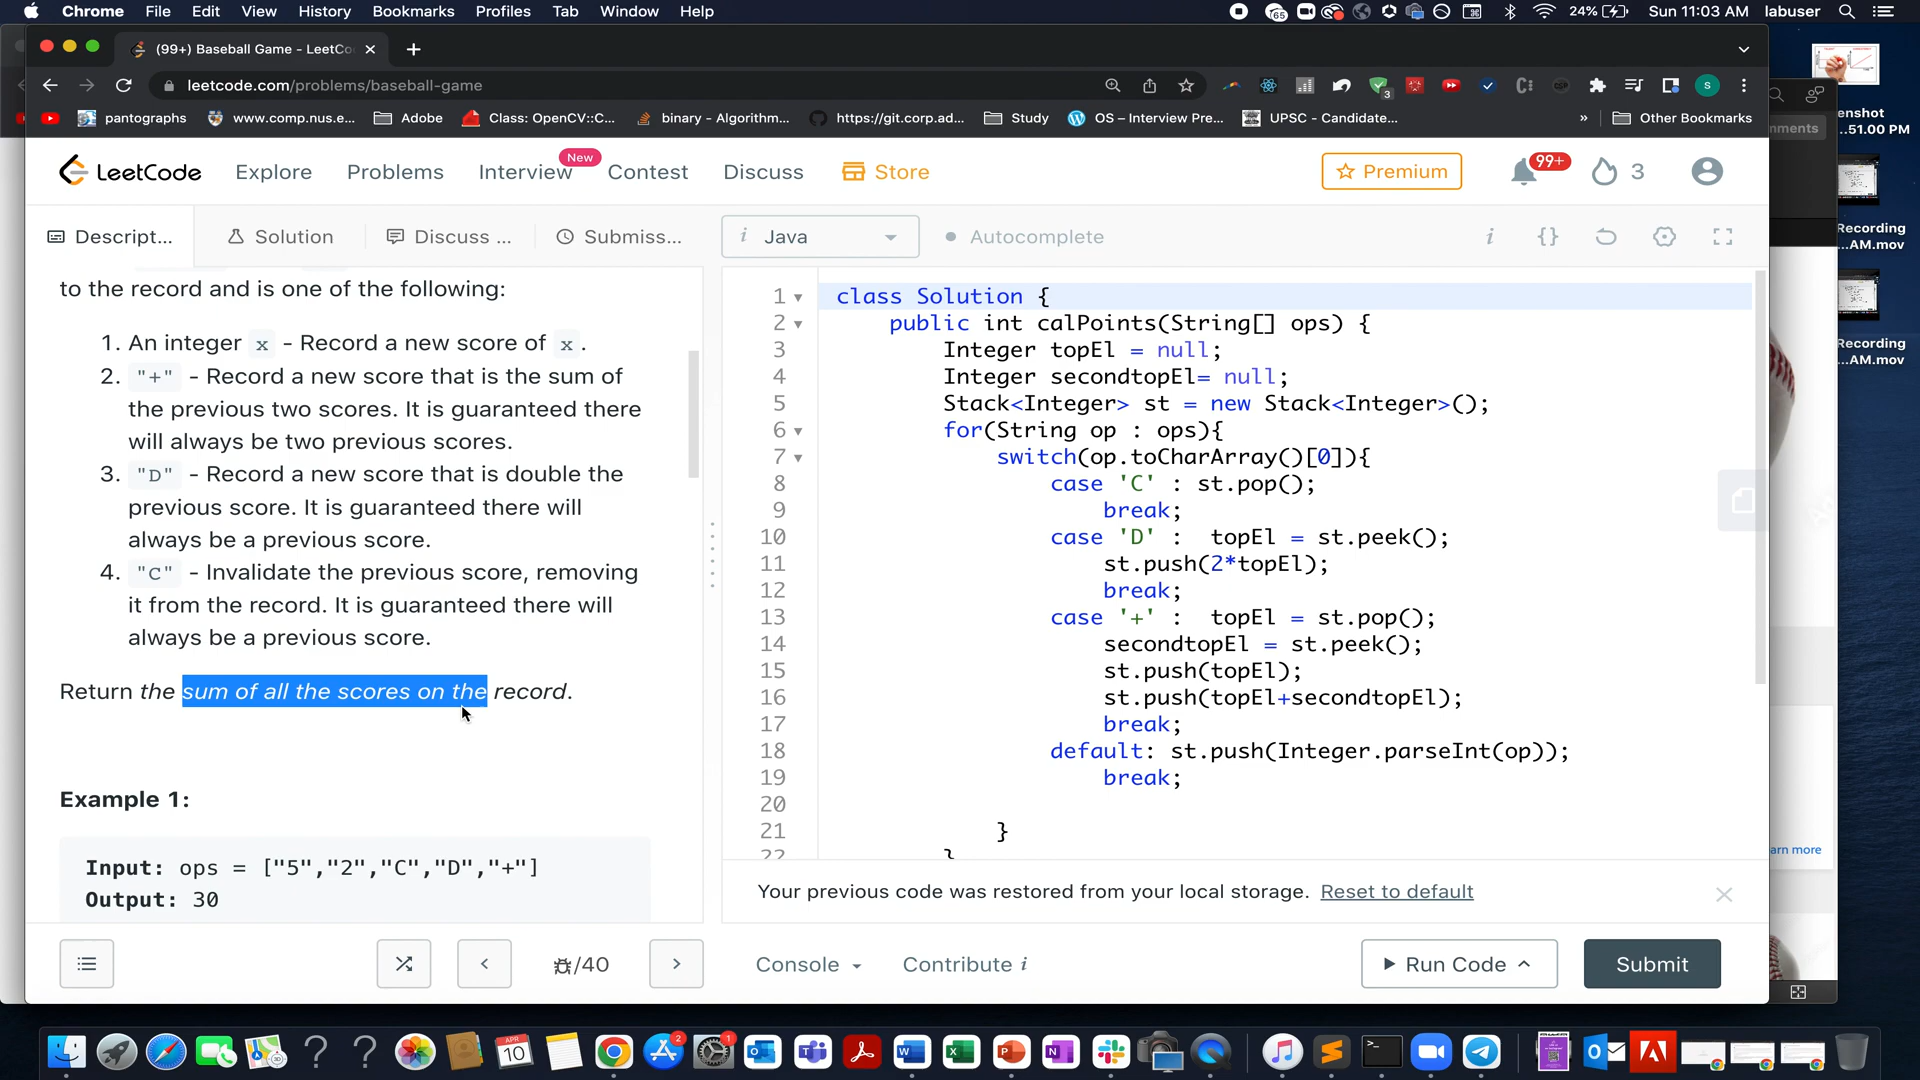 Chrome File Edit View History Bookmarks Profiles Tab Window Help
65
24%
Sun 11:03 AM labuser
(99+) Baseball Game - LeetCo
leetcode.com/problems/baseball-game
3
S
pantographs
www.comp.nus.e...
Adobe
Class: OpenCV::C...
binary - Algorithm...
https://git.corp.ad...
Study
OS – Interview Pre...
UPSC - Candidate...
»
Other Bookmarks
LeetCode
Explore
Problems
Interview
New
Contest
Discuss
Store
Premium
99+
3
Descript...
Solution
Discuss ...
Submiss...
i Java
Autocomplete
to the record and is one of the following:
1. An integer x - Record a new score of x.
2. "+" - Record a new score that is the sum of
the previous two scores. It is guaranteed there
will always be two previous scores.
3. "D" - Record a new score that is double the
previous score. It is guaranteed there will
always be a previous score.
4. "C" - Invalidate the previous score, removing
it from the record. It is guaranteed there will
always be a previous score.
Return the sum of all the scores on the record.
Example 1:
Input: ops = ["5","2","C","D","+"]
Output: 30
1 class Solution {
2 public int calPoints(String[] ops) {
3 Integer topEl = null;
4 Integer secondtopEl= null;
5 Stack<Integer> st = new Stack<Integer>();
6 for(String op : ops){
7 switch(op.toCharArray()[0]){
8 case 'C' : st.pop();
9 break;
10 case 'D' : topEl = st.peek();
11 st.push(2*topEl);
12 break;
13 case '+' : topEl = st.pop();
14 secondtopEl = st.peek();
15 st.push(topEl);
16 st.push(topEl+secondtopEl);
17 break;
18 default: st.push(Integer.parseInt(op));
19 break;
20
21 }
22 }
Your previous code was restored from your local storage. Reset to default
/40
Console
Contribute i
Run Code
Submit
enshot
...51.00 PM
nments
Recording
...AM.mov
Recording
...AM.mov
arn more
APR
10
2
1